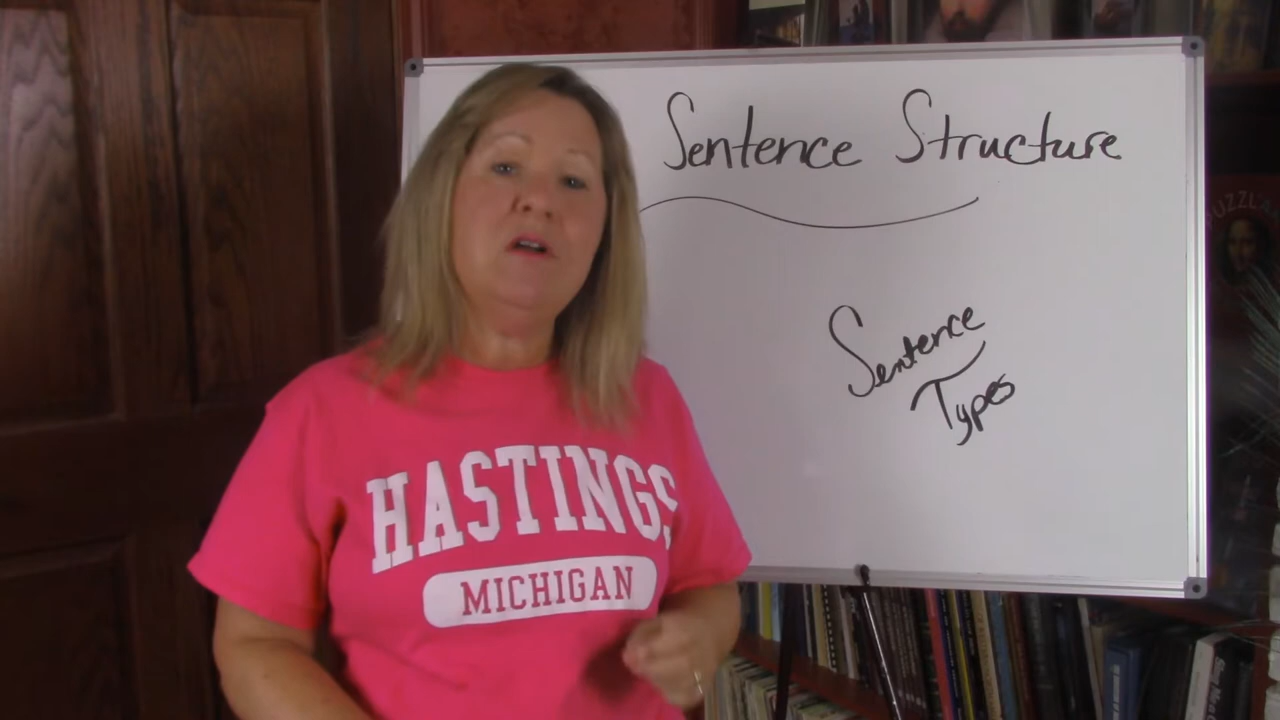 Sentence Structure
Sentence
Types
HASTINGS
MICHIGAN